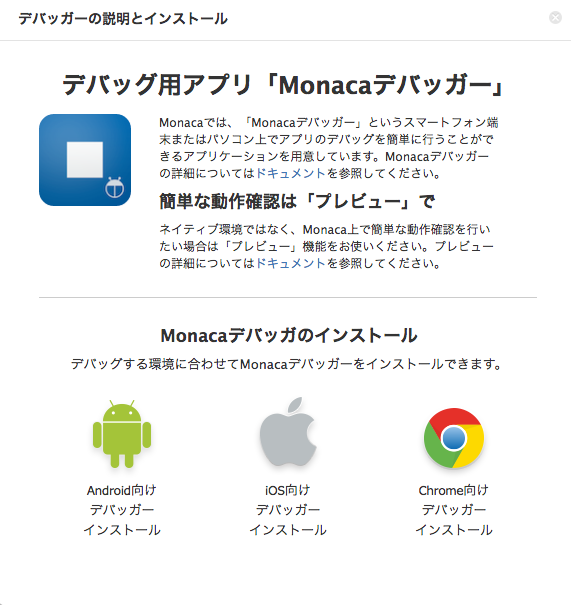 デバッガーの説明とインストール
デバッグ用アプリ「Monacaデバッガー」
Monacaでは、「Monacaデバッガー」というスマートフォン端
末またはパソコン上でアプリのデバッグを簡単に行うことがで
きるアプリケーションを用意しています。Monacaデバッガー
の詳細についてはドキュメントを参照してください。
簡単な動作確認は「プレビュー」で
ネイティブ環境ではなく、Monaca上で簡単な動作確認を行い
たい場合は「プレビュー」機能をお使いください。プレビュー
の詳細についてはドキュメントを参照してください。
Monacaデバッガのインストール
デバッグする環境に合わせてMonacaデバッガーをインストールできます。
Android向け
デバッガー
インストール
iOS向け
デバッガー
インストール
Chrome向け
デバッガー
インストール